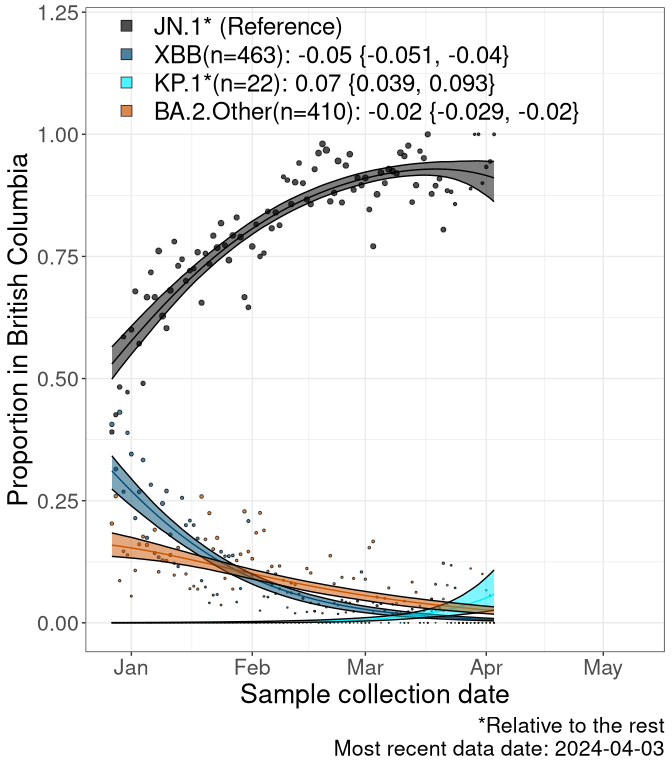 JN.1* (Reference)
XBB(n=463): -0.05 {-0.051, -0.04}
KP.1*(n=22): 0.07 {0.039, 0.093}
BA.2.Other(n=410): -0.02 {-0.029, -0.02}
1.25
1.00
0.75
0.50
0.25
0.00
Proportion in British Columbia
Jan Feb Mar Apr May
Sample collection date
*Relative to the rest
Most recent data date: 2024-04-03